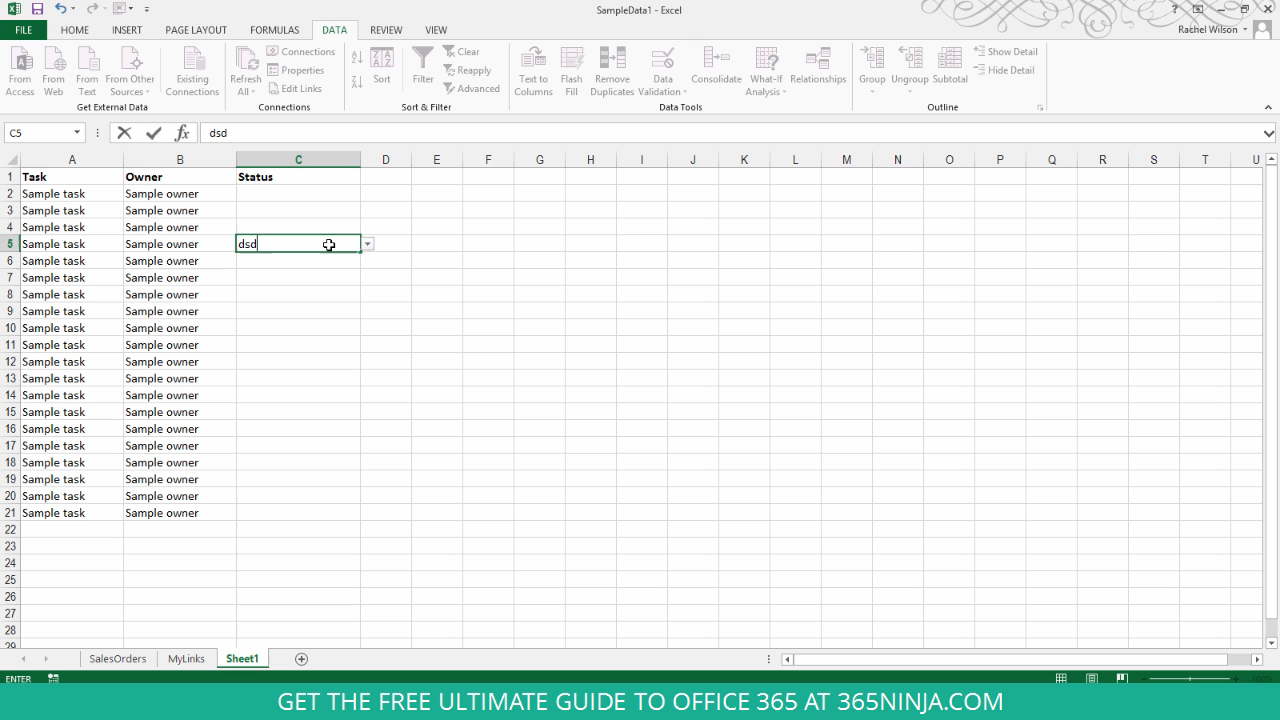 SampleData1 - Excel
FILE HOME INSERT PAGE LAYOUT FORMULAS DATA REVIEW VIEW Rachel Wilson
From Access
From Web
From Text
From Other Sources
Existing Connections
Get External Data
Refresh All
Connections
Properties
Edit Links
Connections
Sort
Filter
Clear
Reapply
Advanced
Sort & Filter
Text to Columns
Flash Fill
Remove Duplicates
Data Validation
Consolidate
What-If Analysis
Relationships
Data Tools
Group
Ungroup
Subtotal
Show Detail
Hide Detail
Outline
C5 fx dsd
A B C D E F G H I J K L M N O P Q R S T U
1 Task Owner Status
2 Sample task Sample owner
3 Sample task Sample owner
4 Sample task Sample owner
5 Sample task Sample owner dsd
6 Sample task Sample owner
7 Sample task Sample owner
8 Sample task Sample owner
9 Sample task Sample owner
10 Sample task Sample owner
11 Sample task Sample owner
12 Sample task Sample owner
13 Sample task Sample owner
14 Sample task Sample owner
15 Sample task Sample owner
16 Sample task Sample owner
17 Sample task Sample owner
18 Sample task Sample owner
19 Sample task Sample owner
20 Sample task Sample owner
21 Sample task Sample owner
22
23
24
25
26
27
28
29
SalesOrders MyLinks Sheet1
ENTER
GET THE FREE ULTIMATE GUIDE TO OFFICE 365 AT 365NINJA.COM